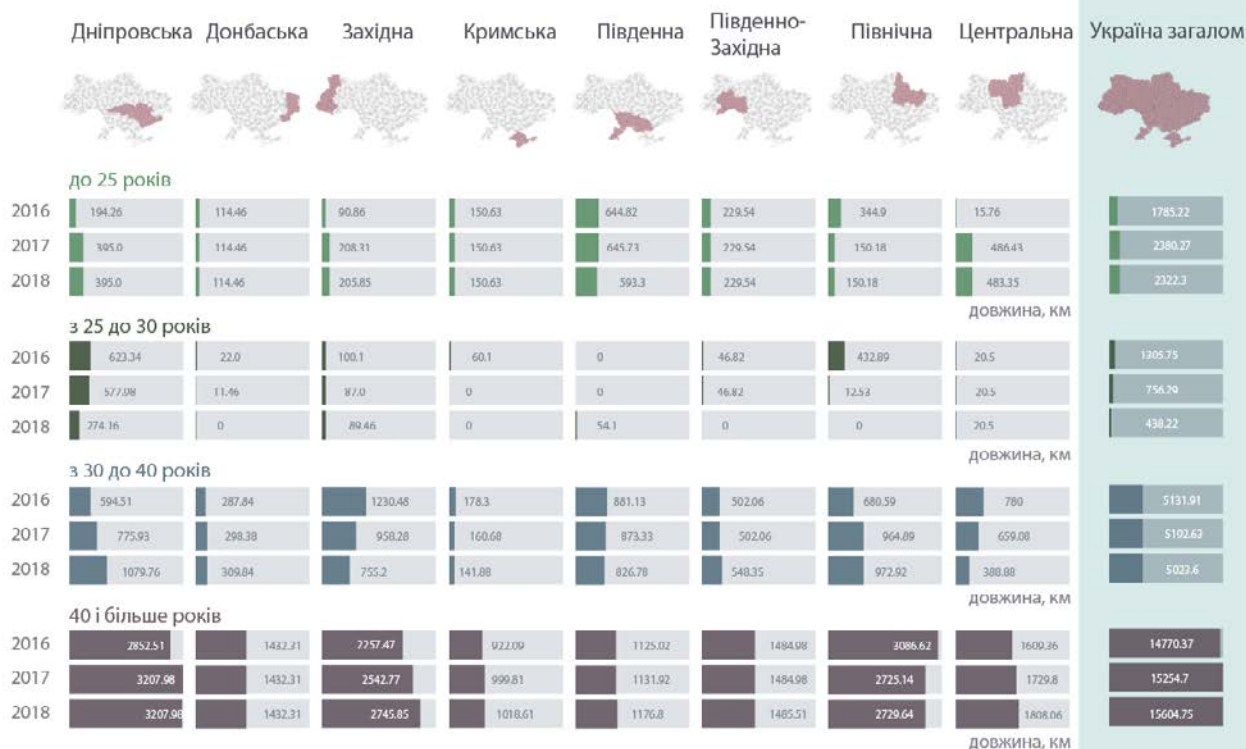 Дніпровська Донбаська Західна Кримська Південна Південно-Західна Північна Центральна Україна загалом
до 25 років
2016 194.26 114.46 90.86 150.63 644.82 229.54 344.9 15.76 1785.22
2017 395.0 114.46 208.31 150.63 645.73 229.54 150.18 486.43 2380.27
2018 395.0 114.46 205.85 150.63 593.3 229.54 150.18 483.35 2322.3
довжина, км
з 25 до 30 років
2016 623.34 22.0 100.1 60.1 0 46.82 432.89 20.5 1305.75
2017 577.98 11.46 87.0 0 0 46.82 12.53 20.5 756.29
2018 274.16 0 89.46 0 54.1 0 0 20.5 438.22
довжина, км
з 30 до 40 років
2016 594.51 287.84 1230.48 178.3 881.13 502.06 680.59 780 5131.91
2017 775.93 298.38 958.28 160.68 873.33 502.06 964.89 659.08 5192.63
2018 1079.76 309.84 755.2 141.88 826.78 548.35 972.92 388.88 5023.6
довжина, км
40 і більше років
2016 2852.51 1432.31 2257.47 922.09 1125.02 1484.98 3086.62 1609.36 14770.37
2017 3207.98 1432.31 2542.77 999.81 1131.92 1484.98 2725.14 1729.8 15254.7
2018 3207.98 1432.31 2745.85 1018.61 1176.8 1485.51 2729.64 1808.06 15604.75
довжина, км